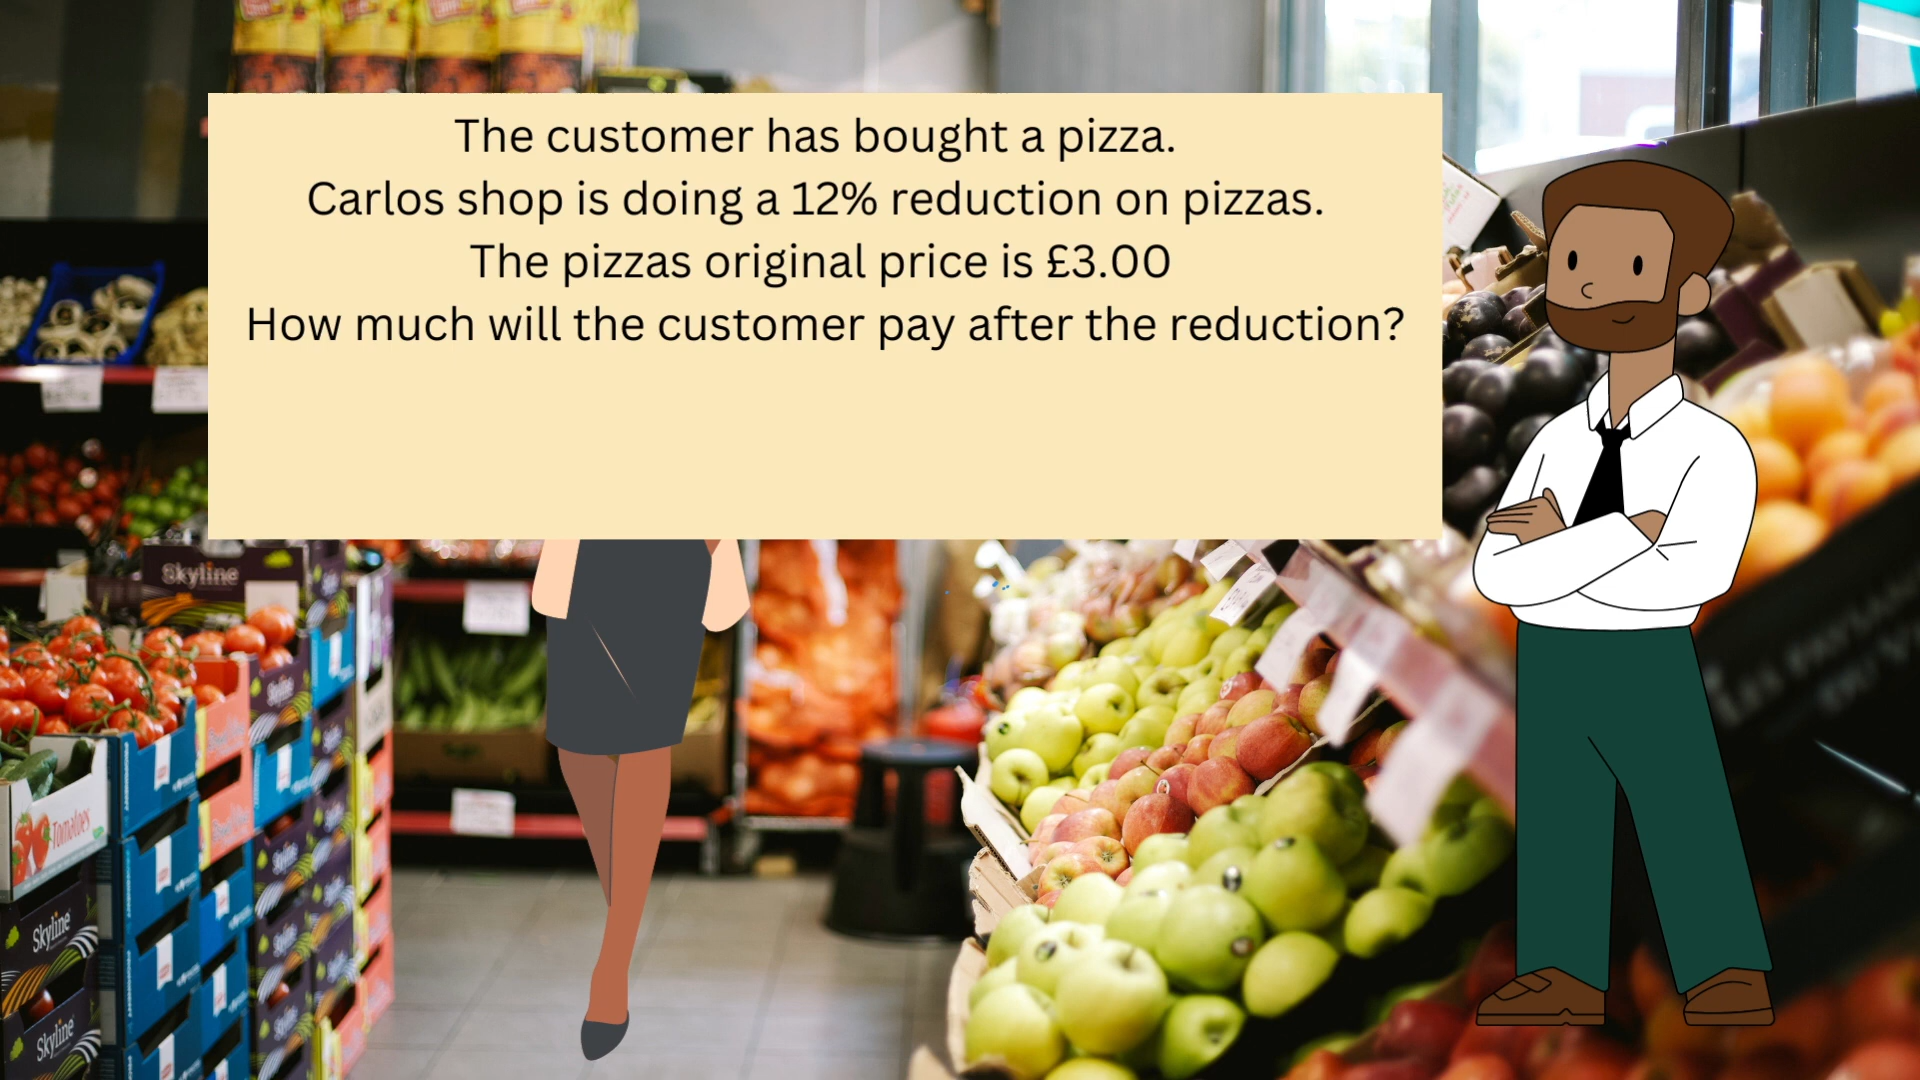 The customer has bought a pizza.
Carlos shop is doing a 12% reduction on pizzas.
The pizzas original price is £3.00
How much will the customer pay after the reduction?
Skyline
Tomatoes
Skyline
Skyline